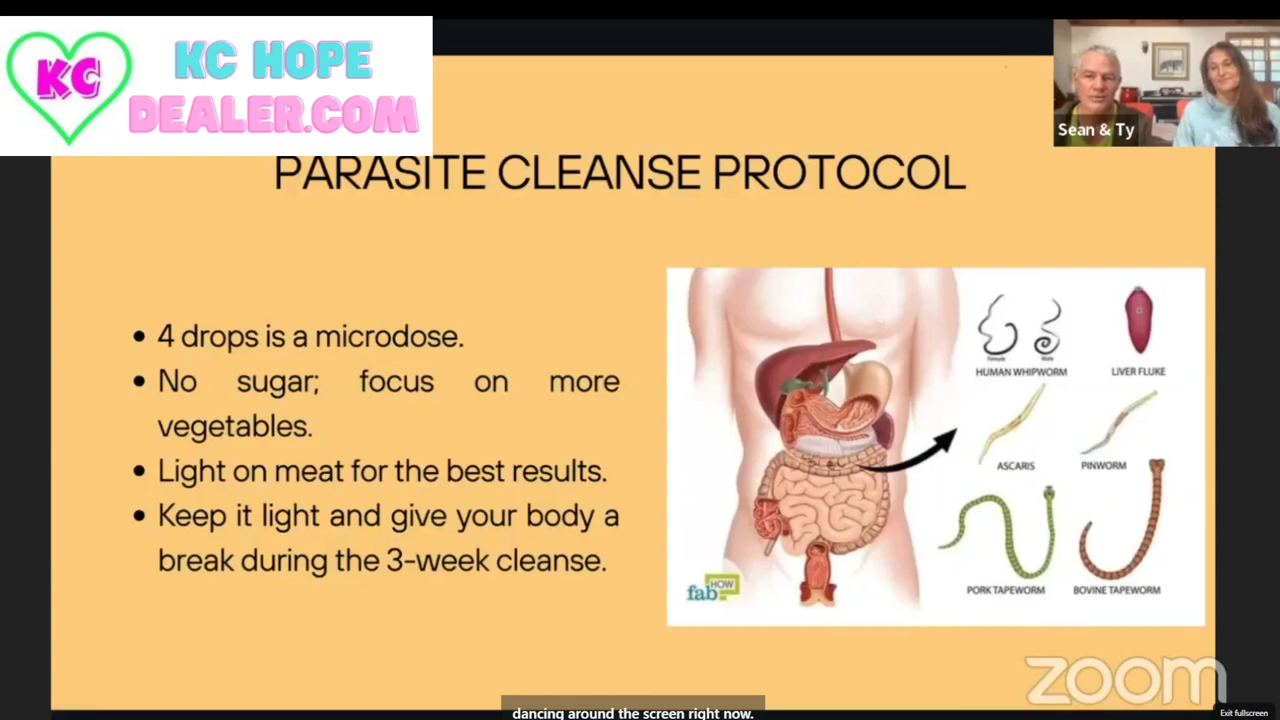 KC
KC HOPE
DEALER.COM
Sean & Ty
PARASITE CLEANSE PROTOCOL
• 4 drops is a microdose.
• No sugar; focus on more
vegetables.
• Light on meat for the best results.
• Keep it light and give your body a
break during the 3-week cleanse.
Female
Male
HUMAN WHIPWORM
LIVER FLUKE
ASCARIS
PINWORM
PORK TAPEWORM
BOVINE TAPEWORM
fab HOW
zoom
dancing around the screen right now.
Exit fullscreen